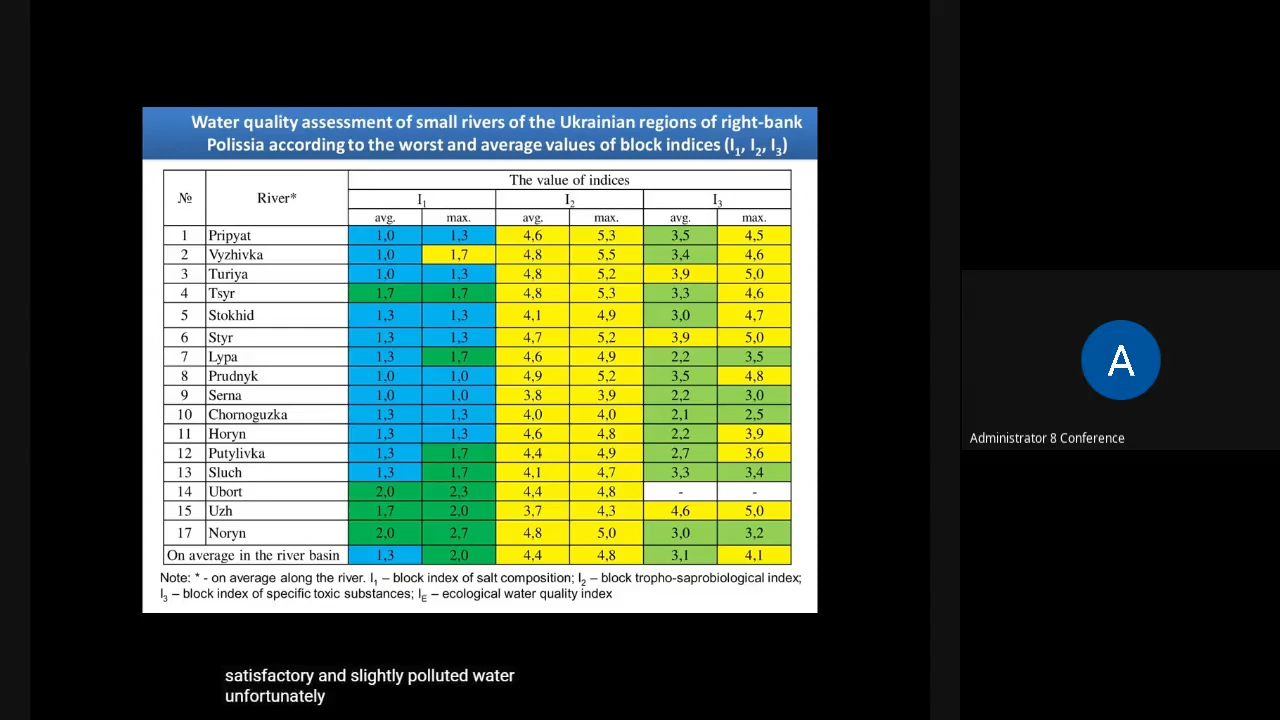 Water quality assessment of small rivers of the Ukrainian regions of right-bank
Polissia according to the worst and average values of block indices (I1, I2, I3)
№ River* The value of indices
I1 I2 I3
avg. max. avg. max. avg. max.
1 Pripyat 1,0 1,3 4,6 5,3 3,5 4,5
2 Vyzhivka 1,0 1,7 4,8 5,5 3,4 4,6
3 Turiya 1,0 1,3 4,8 5,2 3,9 5,0
4 Tsyr 1,7 1,7 4,8 5,3 3,3 4,6
5 Stokhid 1,3 1,3 4,1 4,9 3,0 4,7
6 Styr 1,3 1,3 4,7 5,2 3,9 5,0
7 Lypa 1,3 1,7 4,6 4,9 2,2 3,5
8 Prudnyk 1,0 1,0 4,9 5,2 3,5 4,8
9 Serna 1,0 1,0 3,8 3,9 2,2 3,0
10 Chornoguzka 1,3 1,3 4,0 4,0 2,1 2,5
11 Horyn 1,3 1,3 4,6 4,8 2,2 3,9
12 Putylivka 1,3 1,7 4,4 4,9 2,7 3,6
13 Sluch 1,3 1,7 4,1 4,7 3,3 3,4
14 Ubort 2,0 2,3 4,4 4,8 - -
15 Uzh 1,7 2,0 3,7 4,3 4,6 5,0
17 Noryn 2,0 2,7 4,8 5,0 3,0 3,2
On average in the river basin 1,3 2,0 4,4 4,8 3,1 4,1
Note: * - on average along the river. I1 – block index of salt composition; I2 – block tropho-saprobiological index;
I3 – block index of specific toxic substances; IE – ecological water quality index
A
Administrator 8 Conference
satisfactory and slightly polluted water
unfortunately